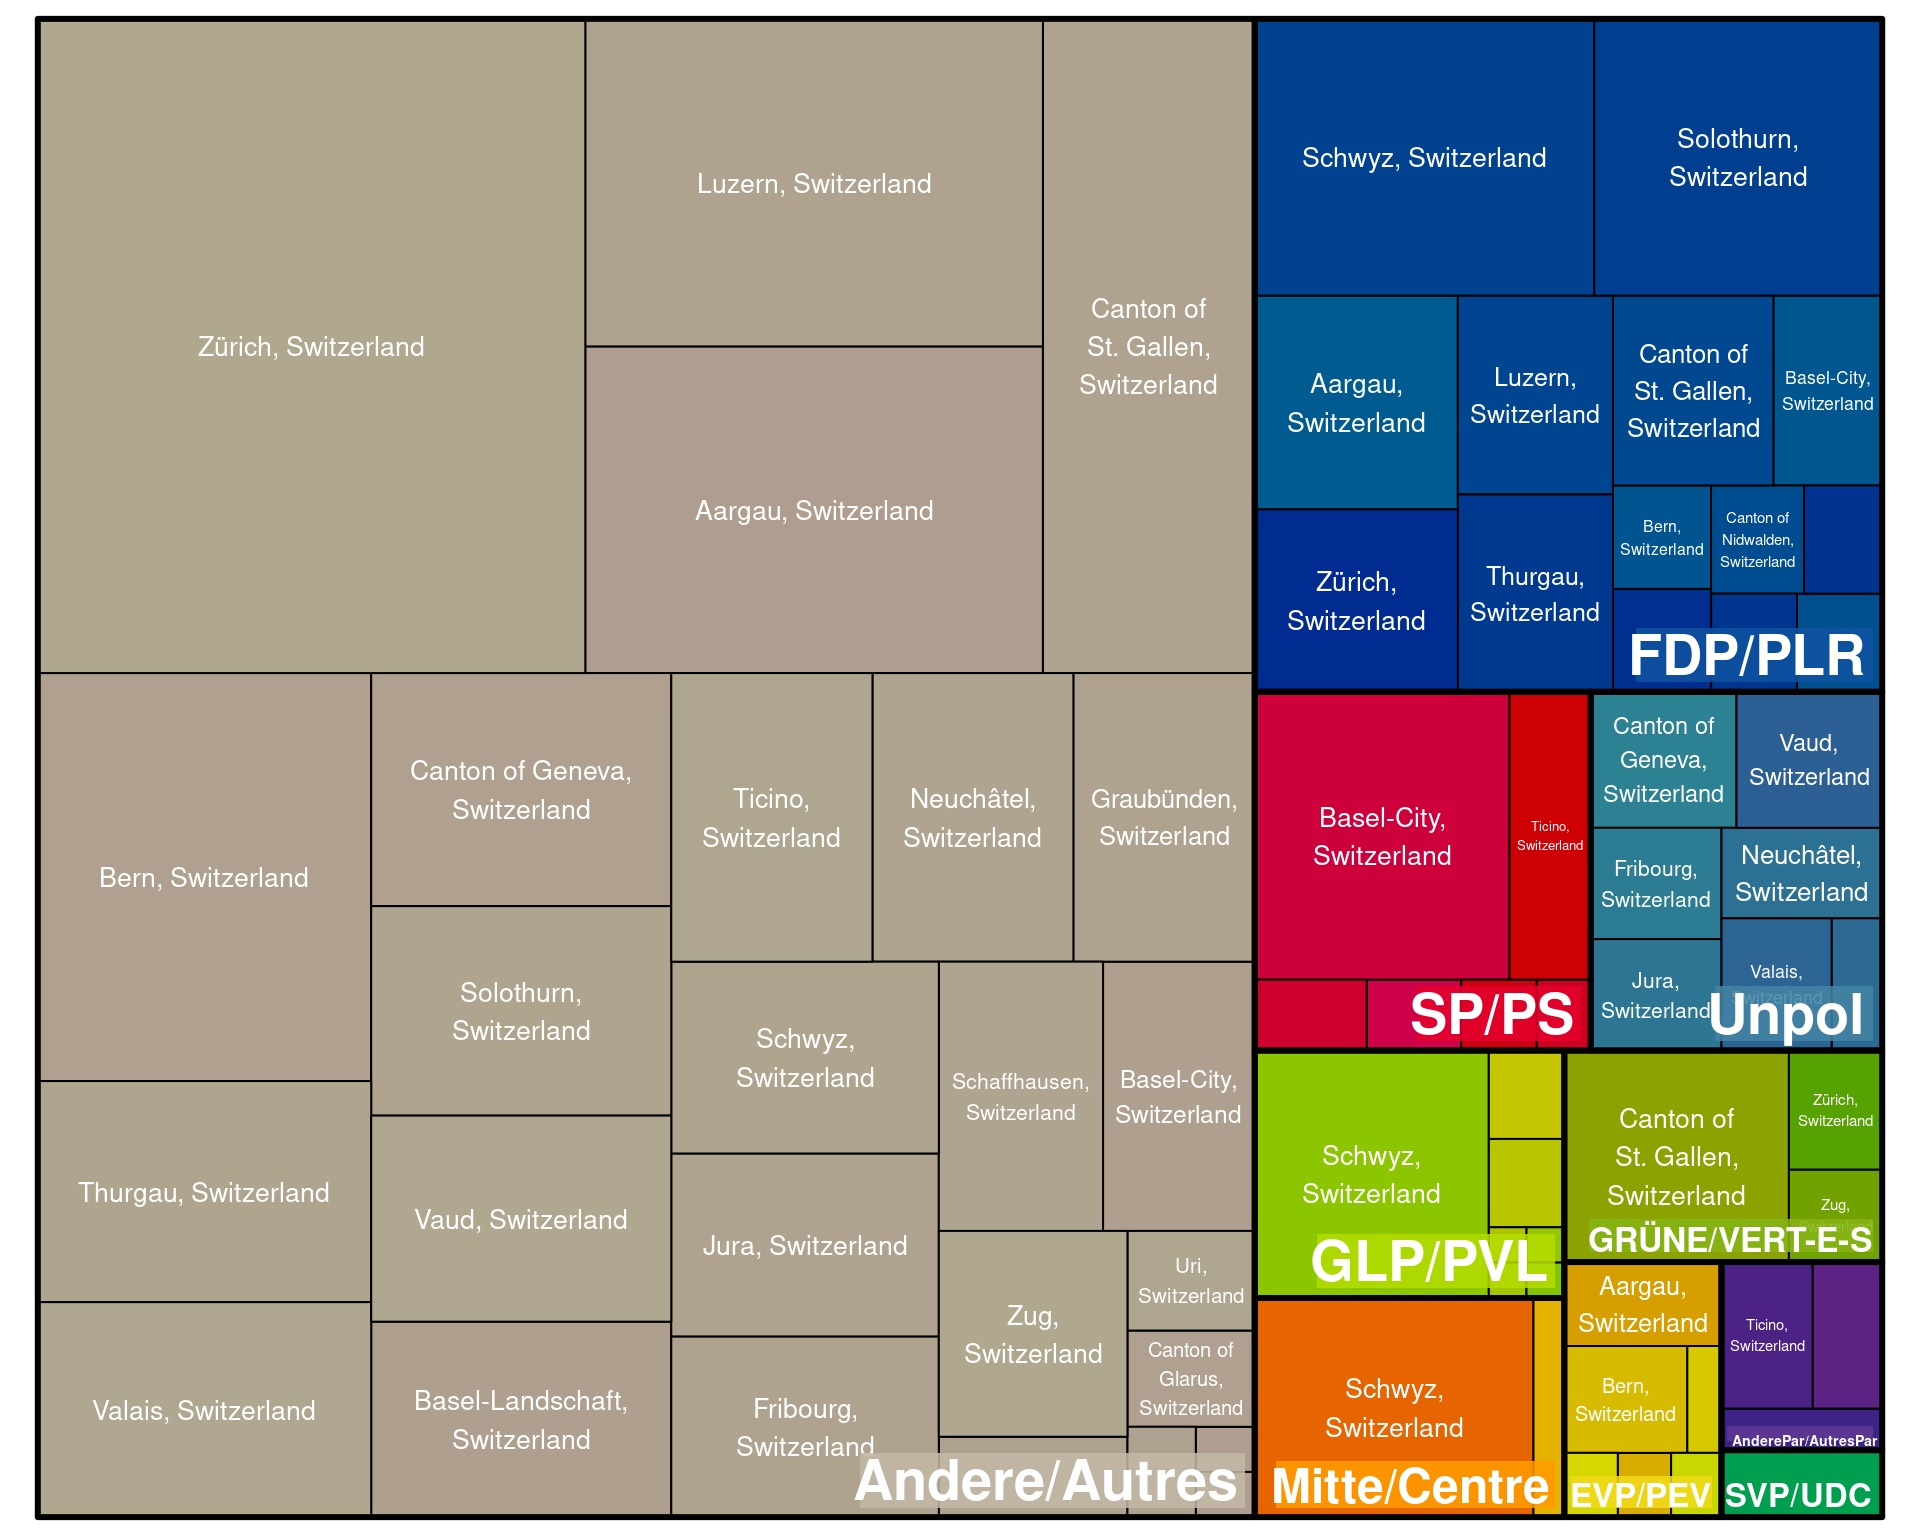 Zürich, Switzerland
Luzern, Switzerland
Aargau, Switzerland
Canton of
St. Gallen,
Switzerland
Bern, Switzerland
Thurgau, Switzerland
Valais, Switzerland
Canton of Geneva,
Switzerland
Solothurn,
Switzerland
Vaud, Switzerland
Basel-Landschaft,
Switzerland
Ticino,
Switzerland
Neuchâtel,
Switzerland
Graubünden,
Switzerland
Schwyz,
Switzerland
Jura, Switzerland
Fribourg,
Switzerland
Schaffhausen,
Switzerland
Basel-City,
Switzerland
Zug,
Switzerland
Uri,
Switzerland
Canton of
Glarus,
Switzerland
Andere/Autres
Schwyz, Switzerland
Solothurn,
Switzerland
Aargau,
Switzerland
Luzern,
Switzerland
Canton of
St. Gallen,
Switzerland
Basel-City,
Switzerland
Zürich,
Switzerland
Thurgau,
Switzerland
Bern,
Switzerland
Canton of
Nidwalden,
Switzerland
FDP/PLR
Basel-City,
Switzerland
Ticino,
Switzerland
SP/PS
Canton of
Geneva,
Switzerland
Vaud,
Switzerland
Fribourg,
Switzerland
Neuchâtel,
Switzerland
Jura,
Switzerland
Valais,
Switzerland
Unpol
Schwyz,
Switzerland
GLP/PVL
Canton of
St. Gallen,
Switzerland
Zürich,
Switzerland
Zug,
Switzerland
GRÜNE/VERT-E-S
Schwyz,
Switzerland
Mitte/Centre
Aargau,
Switzerland
Bern,
Switzerland
EVP/PEV
Ticino,
Switzerland
AnderePar/AutresPar
SVP/UDC